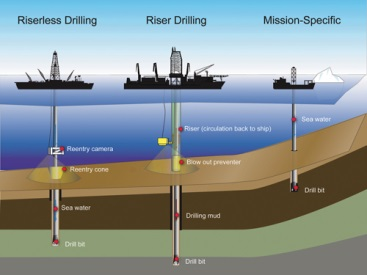 Riserless Drilling
Riser Drilling
Mission-Specific
Sea water
Riser (circulation back to ship)
Reentry camera
Blow out preventer
Reentry cone
Drill bit
Sea water
Drilling mud
Drill bit
Drill bit